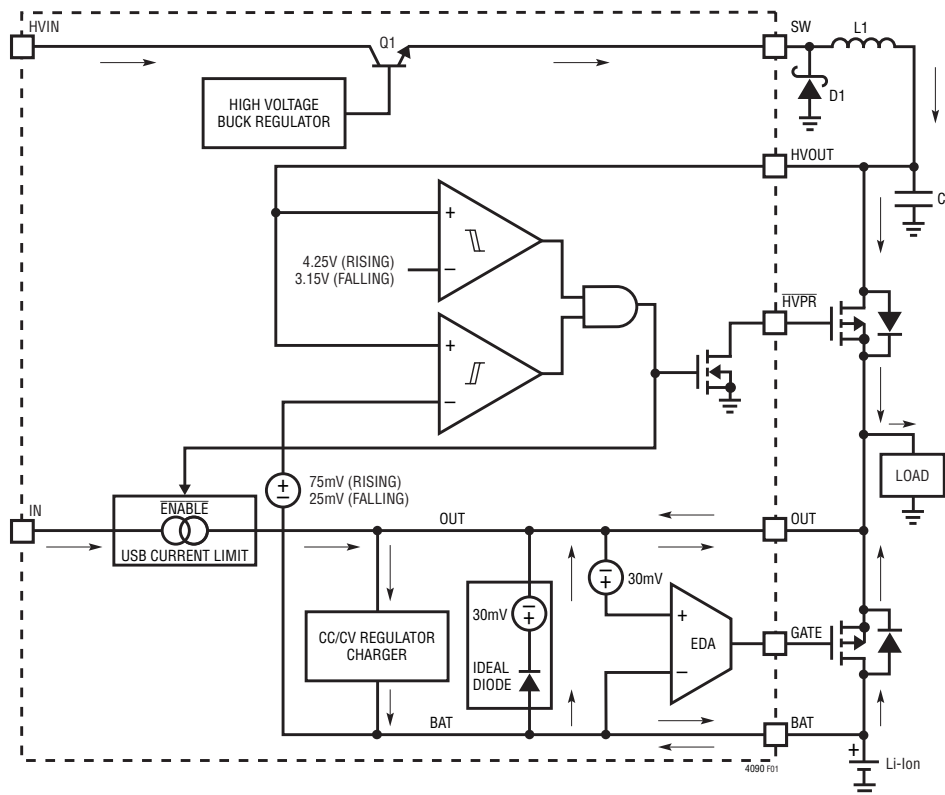 HVIN
Q1
SW
L1
HIGH VOLTAGE
BUCK REGULATOR
D1
HVOUT
C
+
–
4.25V (RISING)
3.15V (FALLING)
HVPR
+
–
75mV (RISING)
25mV (FALLING)
+
–
LOAD
IN
ENABLE
USB CURRENT LIMIT
OUT
OUT
–
+
30mV
30mV
–
+
+
–
EDA
GATE
CC/CV REGULATOR
CHARGER
IDEAL
DIODE
BAT
BAT
+
Li-Ion
4090 F01